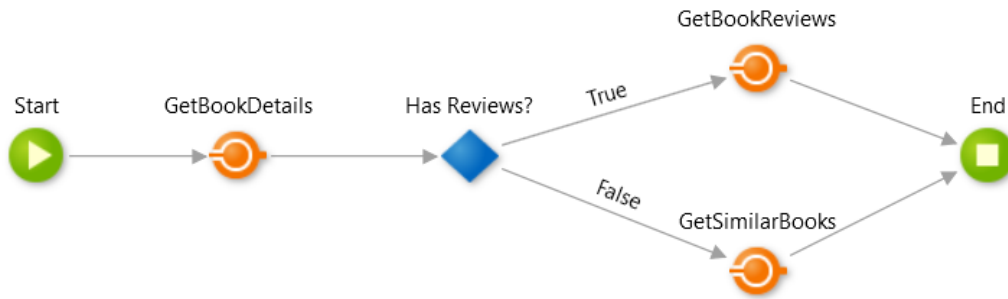 Start
GetBookDetails
Has Reviews?
True
GetBookReviews
False
GetSimilarBooks
End